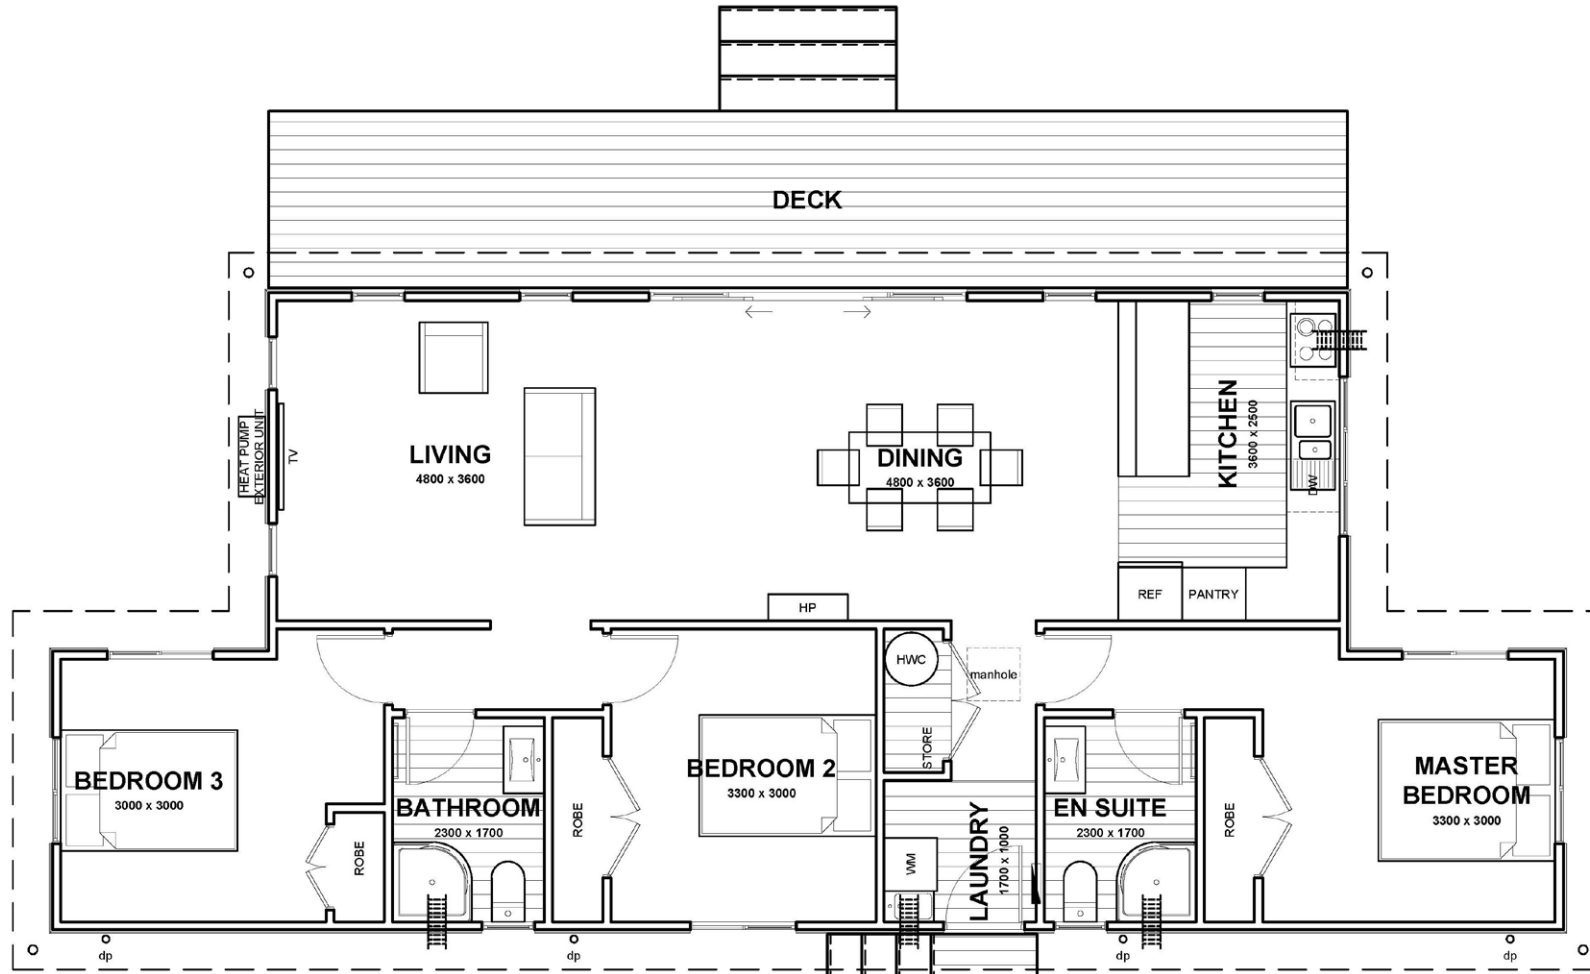 DECK
HEAT PUMP
EXTERIOR UNIT
TV
LIVING
4800 x 3600
DINING
4800 x 3600
KITCHEN
3600 x 2500
DW
REF
PANTRY
HP
HWC
manhole
STORE
BEDROOM 3
3000 x 3000
ROBE
BATHROOM
2300 x 1700
ROBE
BEDROOM 2
3300 x 3000
WM
LAUNDRY
1700 x 1000
EN SUITE
2300 x 1700
ROBE
MASTER
BEDROOM
3300 x 3000
dp
dp
dp
dp